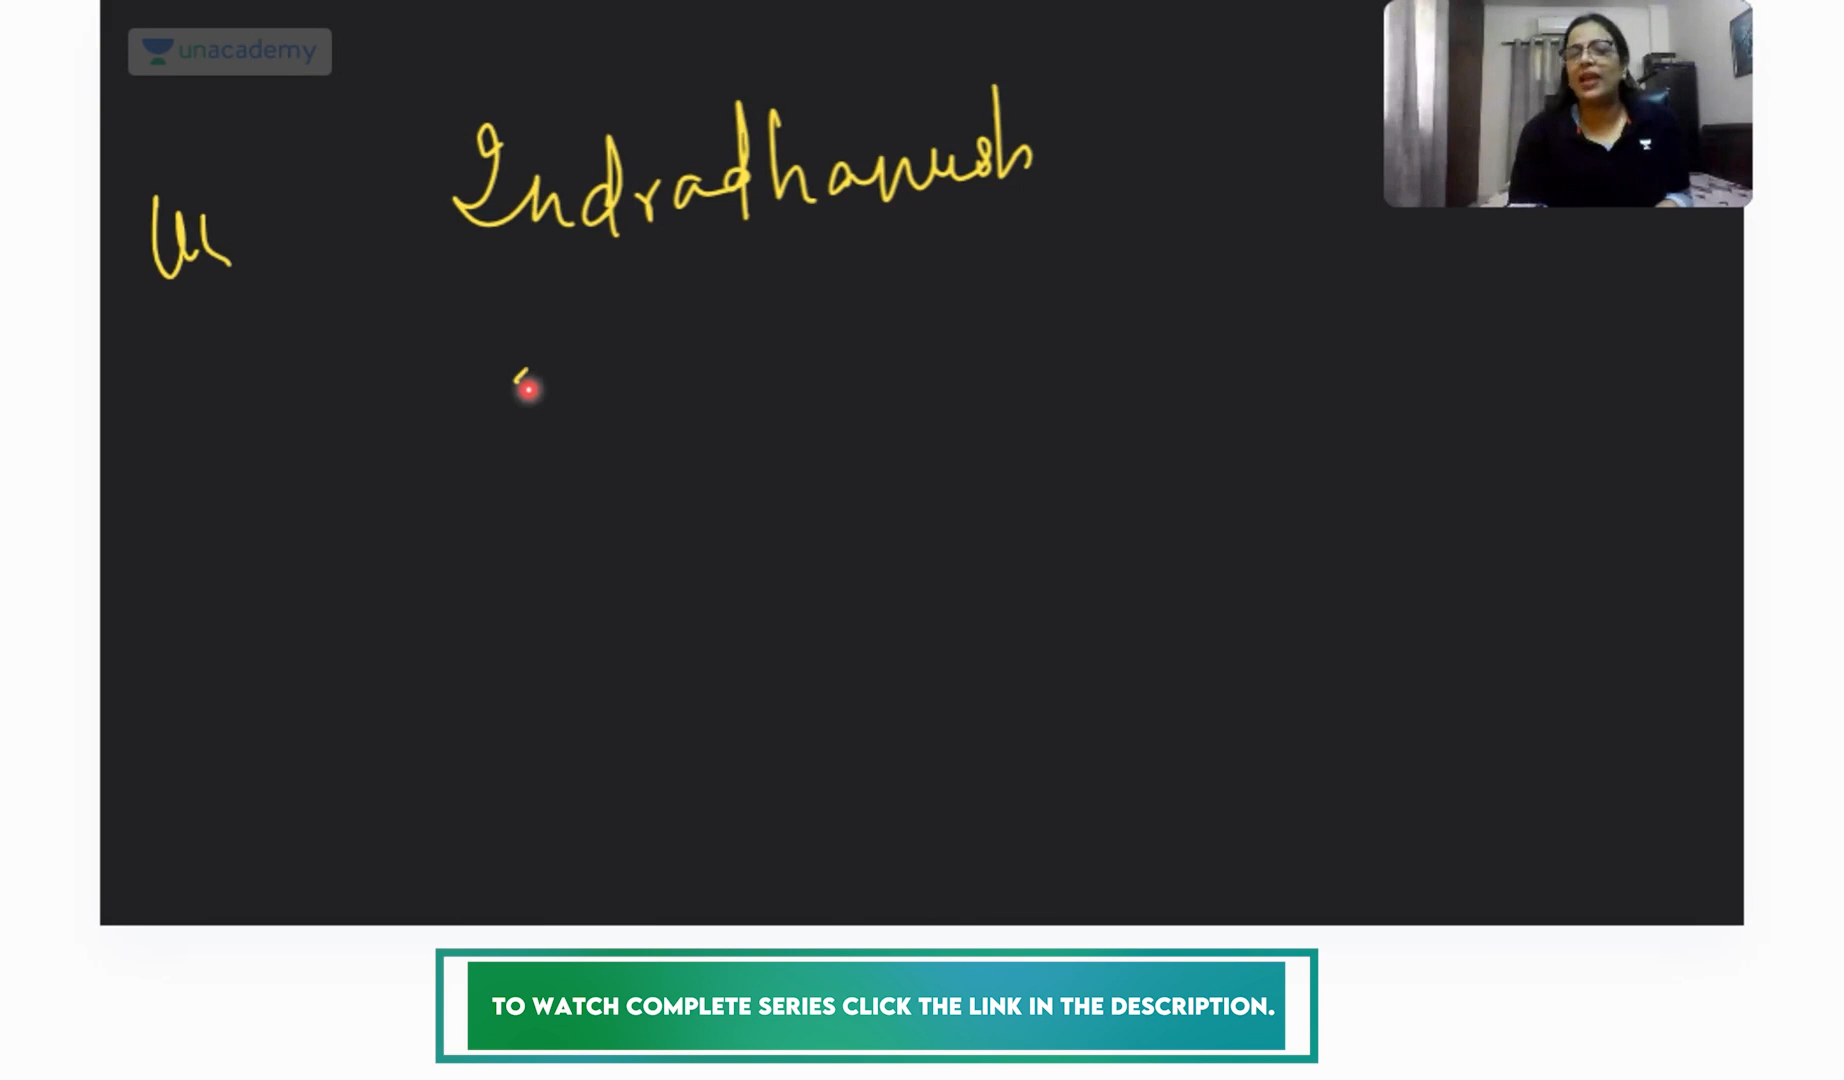 unacademy
Indradhanush
TO WATCH COMPLETE SERIES CLICK THE LINK IN THE DESCRIPTION.